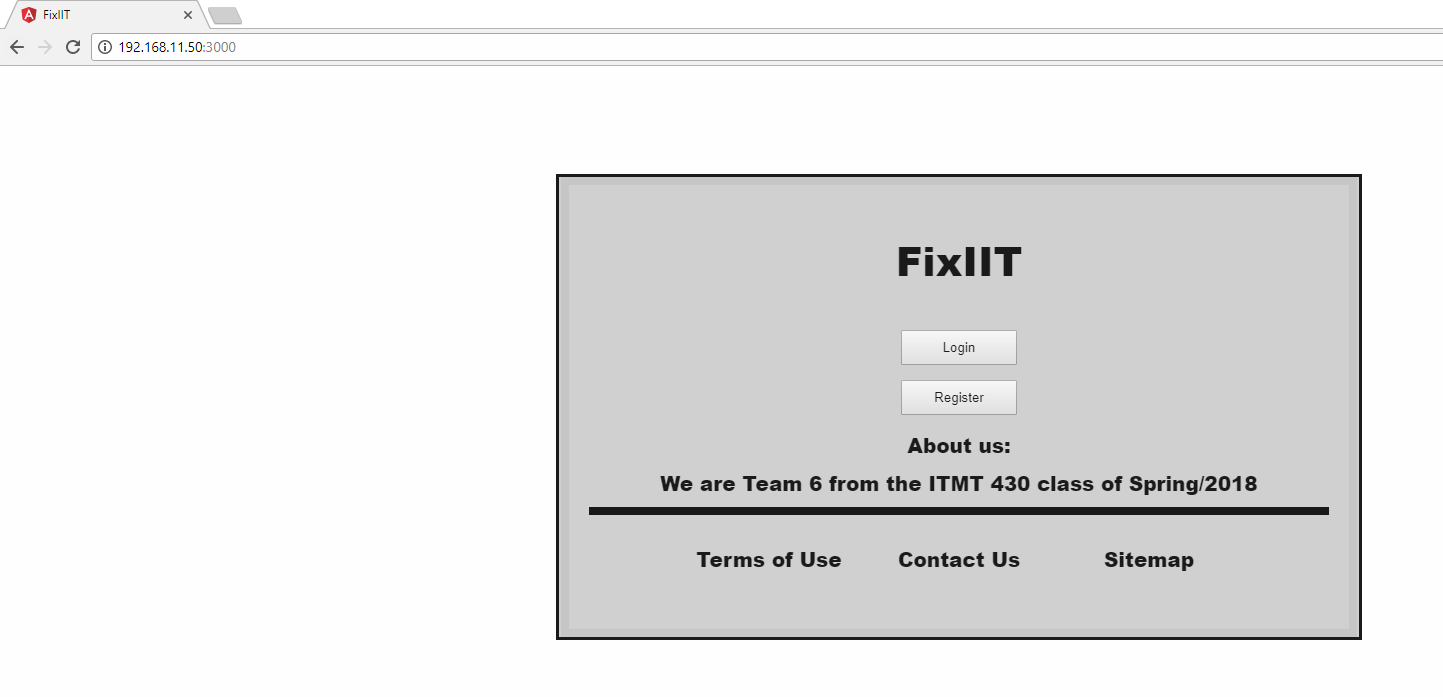 FixIIT
192.168.11.50:3000
FixIIT
Login
Register
About us:
We are Team 6 from the ITMT 430 class of Spring/2018
Terms of Use Contact Us Sitemap